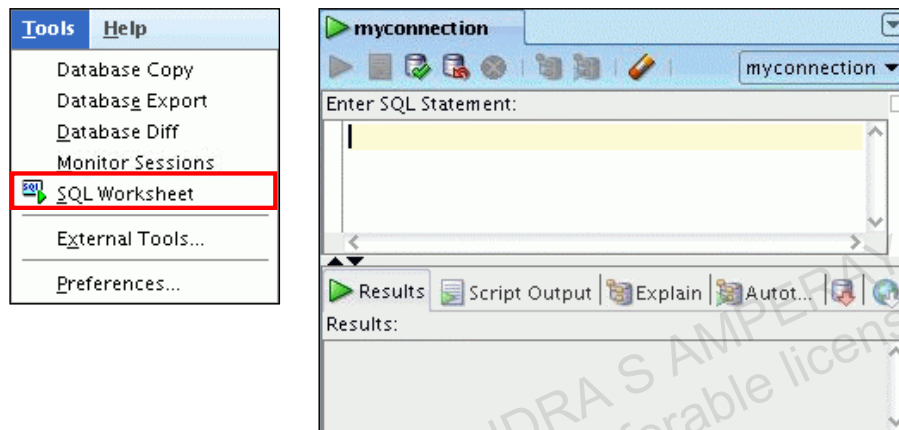 Tools Help
Database Copy
Database Export
Database Diff
Monitor Sessions
SQL Worksheet
External Tools...
Preferences...
myconnection
myconnection
Enter SQL Statement:
Results Script Output Explain Autot...
Results:
S AMPERAY